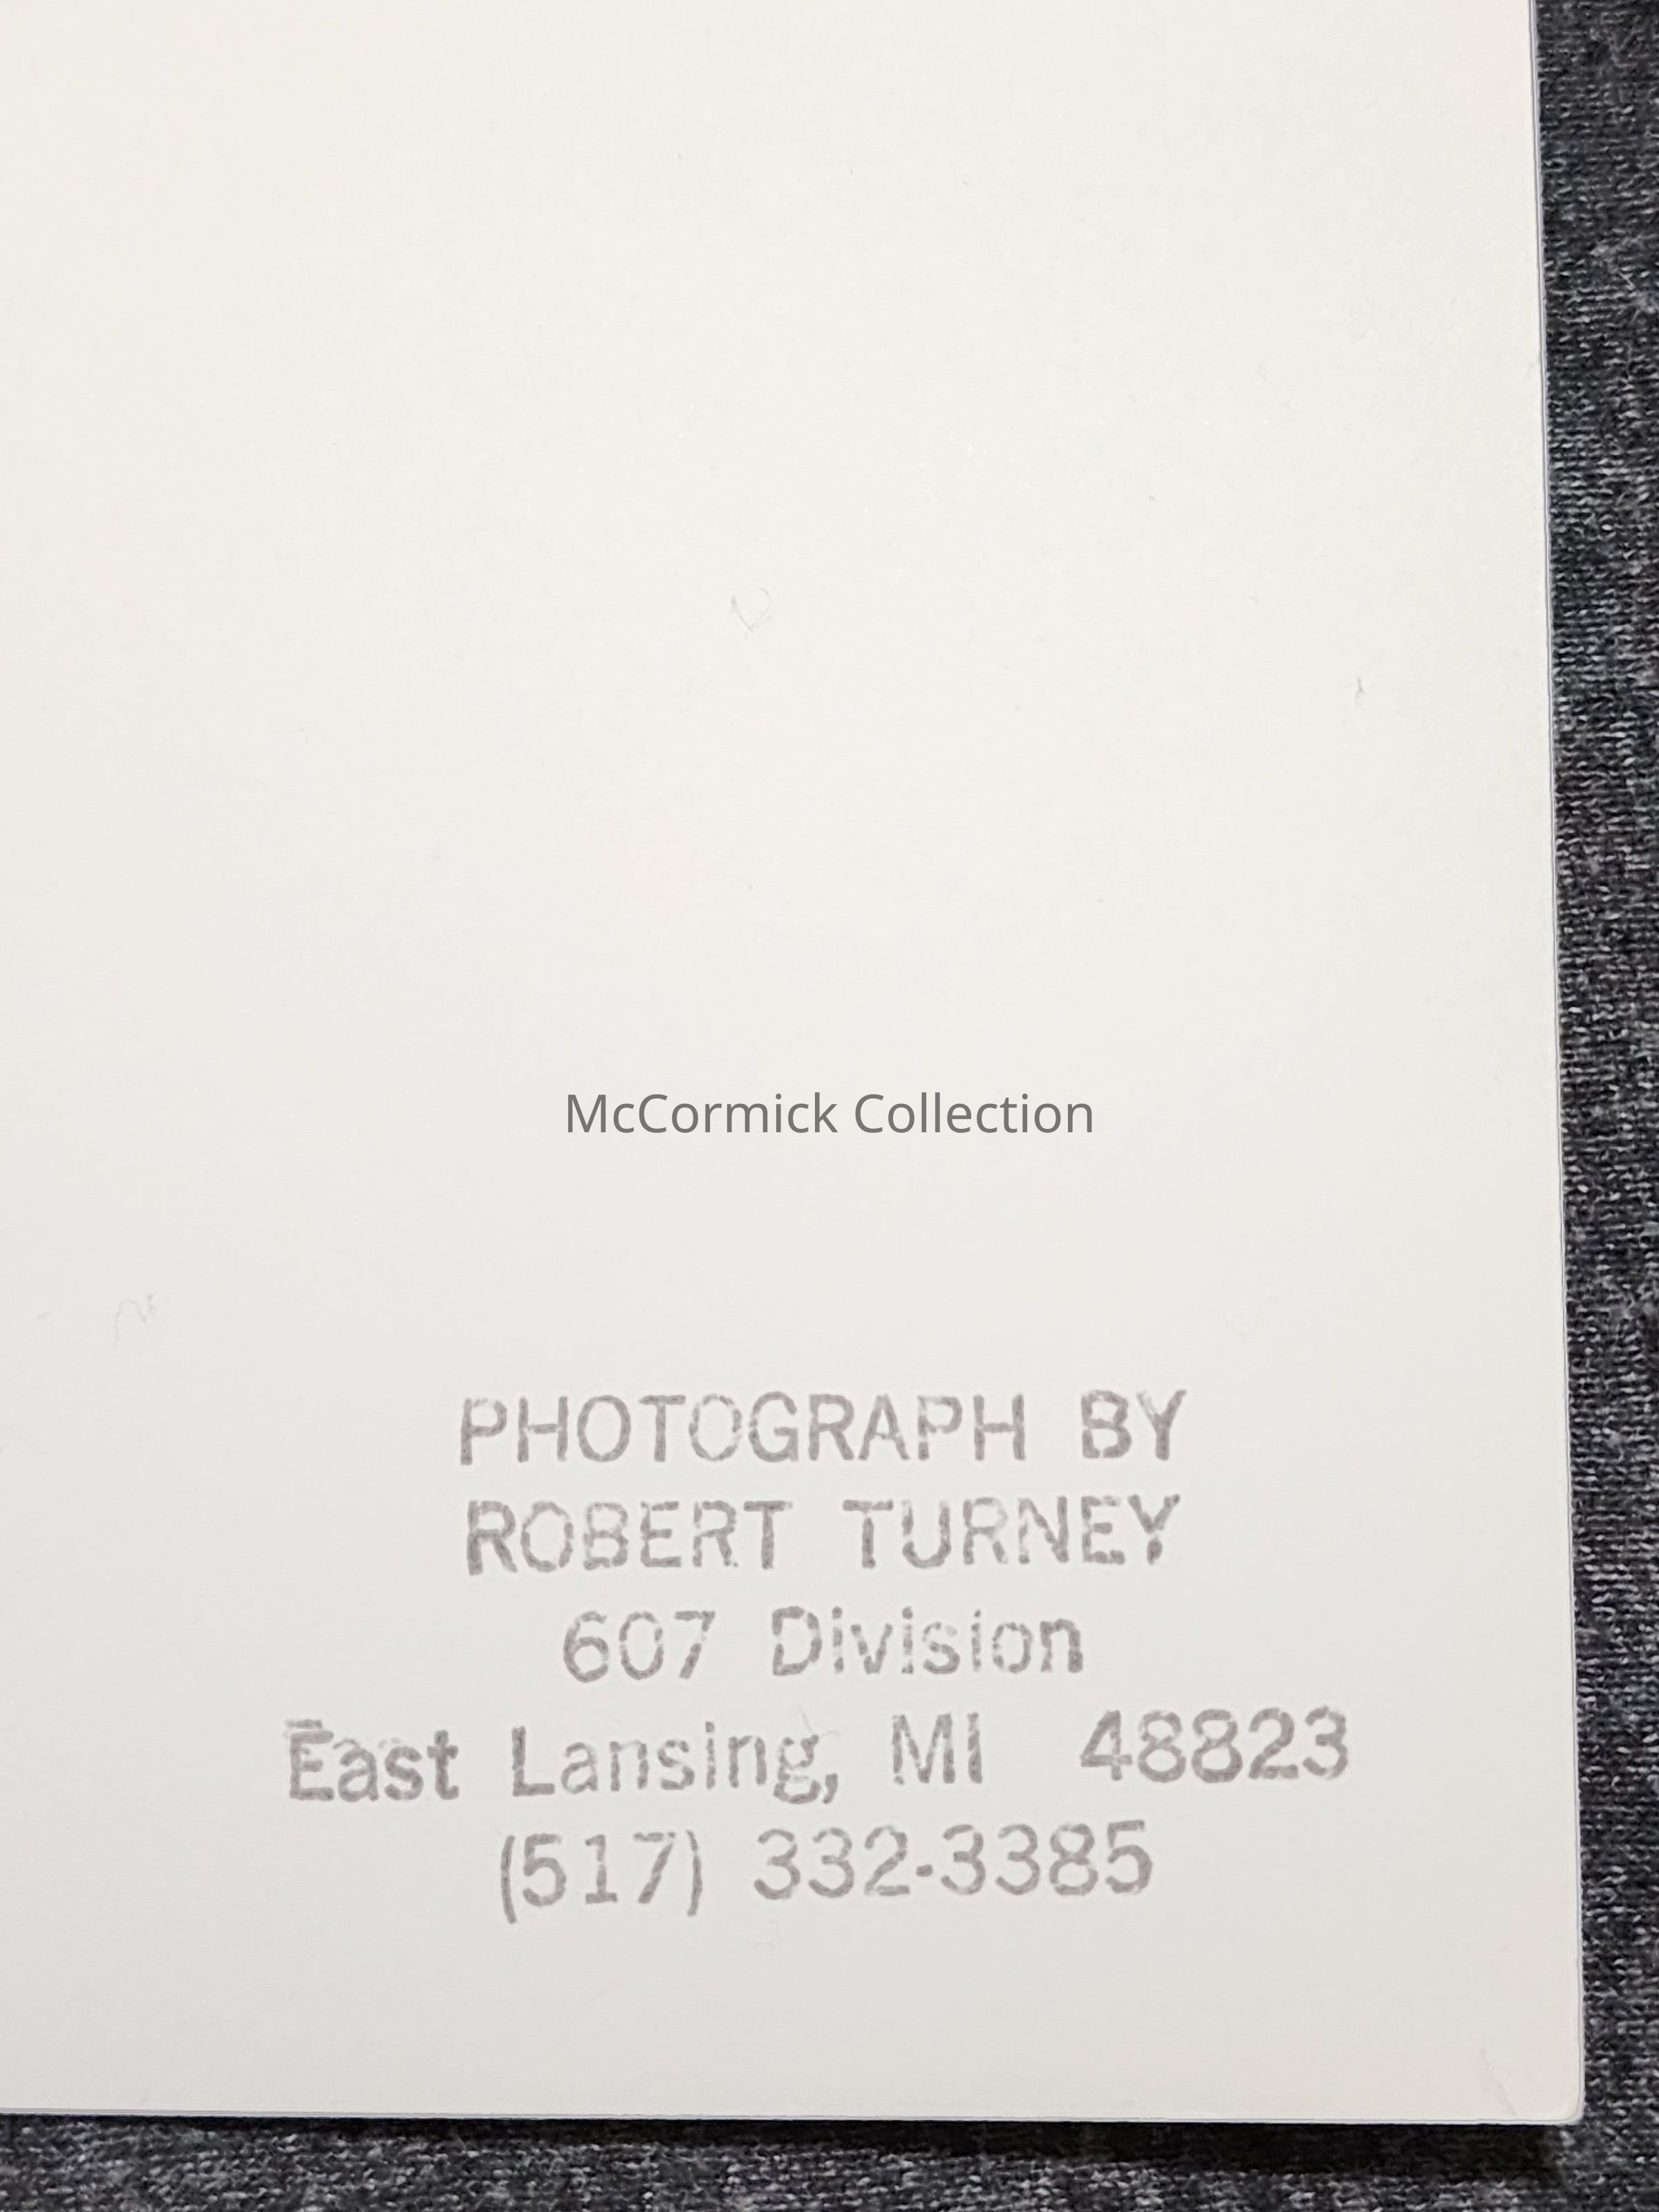 McCormick Collection
PHOTOGRAPH BY
ROBERT TURNEY
607 Division
East Lansing, MI 48823
(517) 332-3385